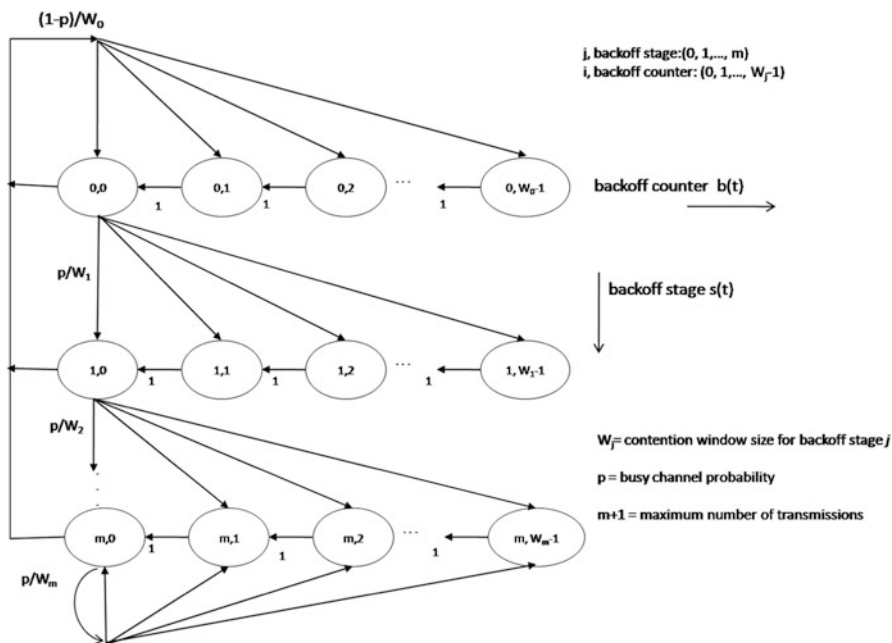 (1-p)/W₀
j, backoff stage:(0, 1,..., m)
i, backoff counter: (0, 1,..., Wⱼ-1)
0,0
0,1
0,2
...
0, W₀-1
1
1
1
backoff counter b(t)
p/W₁
backoff stage s(t)
1,0
1,1
1,2
...
1, W₁-1
1
1
1
p/W₂
Wⱼ= contention window size for backoff stage j
p = busy channel probability
m+1 = maximum number of transmissions
...
m,0
m,1
m,2
...
m, Wₘ-1
1
1
1
p/Wₘ